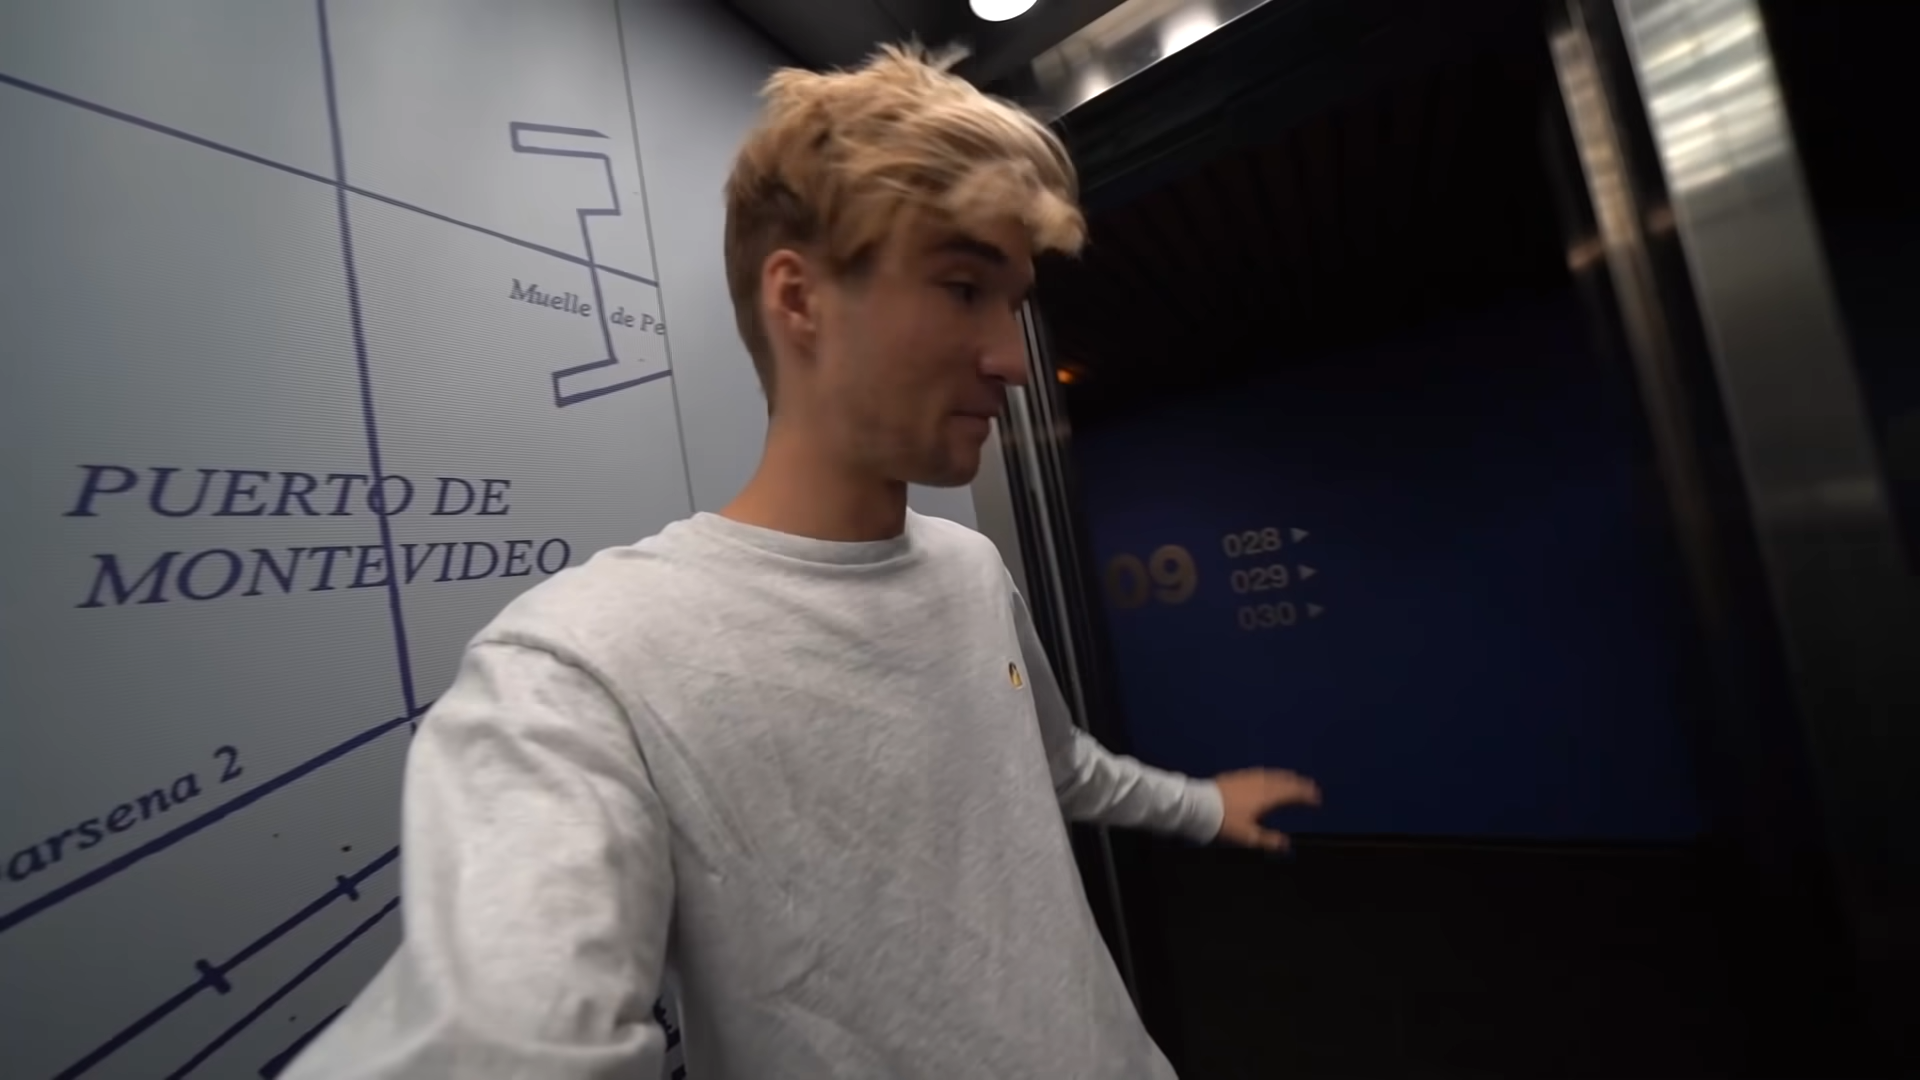 Muelle de Pe
PUERTO DE
MONTEVIDEO
arsena 2
09
028 ▶
029 ▶
030 ▶